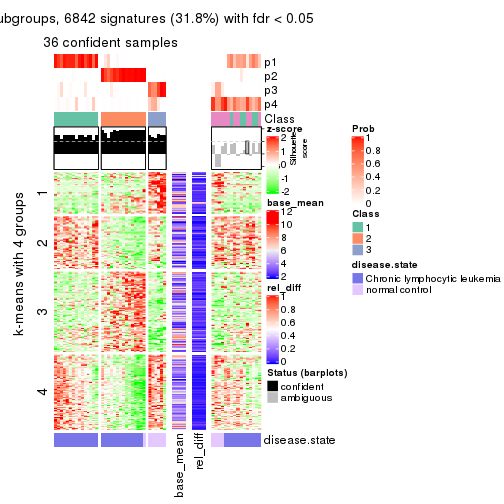 ubgroups, 6842 signatures (31.8%) with fdr < 0.05
36 confident samples
p1
p2
p3
p4
Class
z-score
2
1
0
-1
-2
Silhouette score
base_mean
12
10
8
6
4
2
rel_diff
1
0.8
0.6
0.4
0.2
0
Status (barplots)
confident
ambiguous
Prob
1
0.8
0.6
0.4
0.2
0
Class
1
2
3
disease.state
Chronic lymphocytic leukemia
normal control
k-means with 4 groups
1
2
3
4
disease.state
base_mean
rel_diff